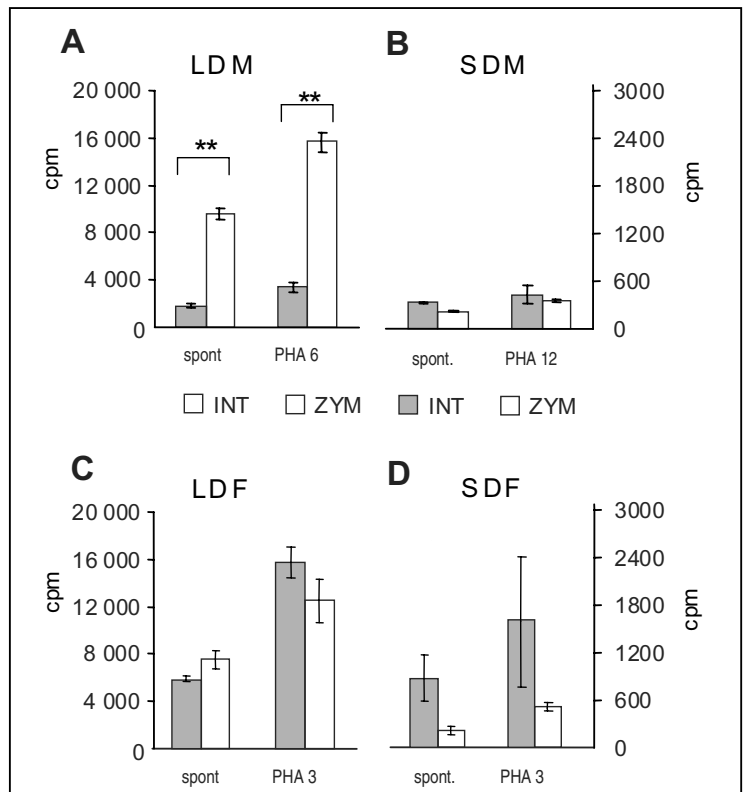 A
B
LDM
SDM
20 000
16 000
12 000
8 000
4 000
0
cpm
**
**
spont
PHA 6
3000
2400
1800
1200
600
0
cpm
spont.
PHA 12
INT ZYM INT ZYM
C
D
LDF
SDF
20 000
16 000
12 000
8 000
4 000
0
cpm
spont
PHA 3
3000
2400
1800
1200
600
0
cpm
spont.
PHA 3